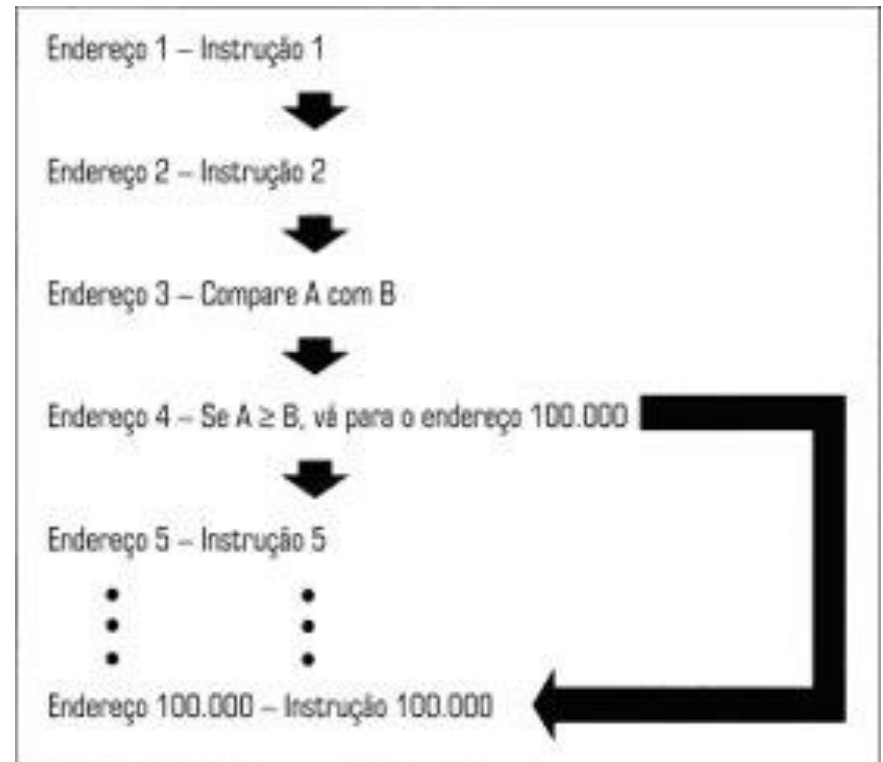 Endereço 1 – Instrução 1
Endereço 2 – Instrução 2
Endereço 3 – Compare A com B
Endereço 4 – Se A ≥ B, vá para o endereço 100.000
Endereço 5 – Instrução 5
Endereço 100.000 – Instrução 100.000